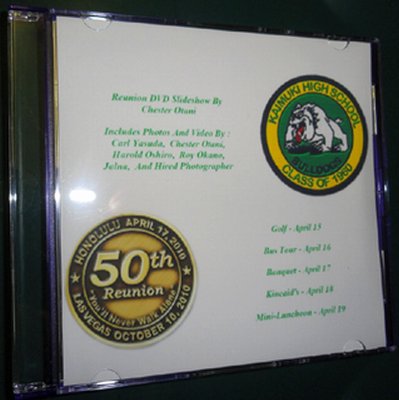 Reunion DVD Slideshow By
Chester Otani
Includes Photos And Video By :
Carl Yasuda, Chester Otani,
Harold Oshiro, Roy Okano,
And Hired Photographer
KAIMUKI HIGH SCHOOL
BULLDOGS
CLASS OF 1960
HONOLULU APRIL 17, 2010
50th
Reunion
"You'll Never Walk Alone"
LAS VEGAS OCTOBER 10, 2010
Golf - April 15
Bus Tour - April 16
Banquet - April 17
Kincaid's - April 18
Mini-Luncheon - April 19